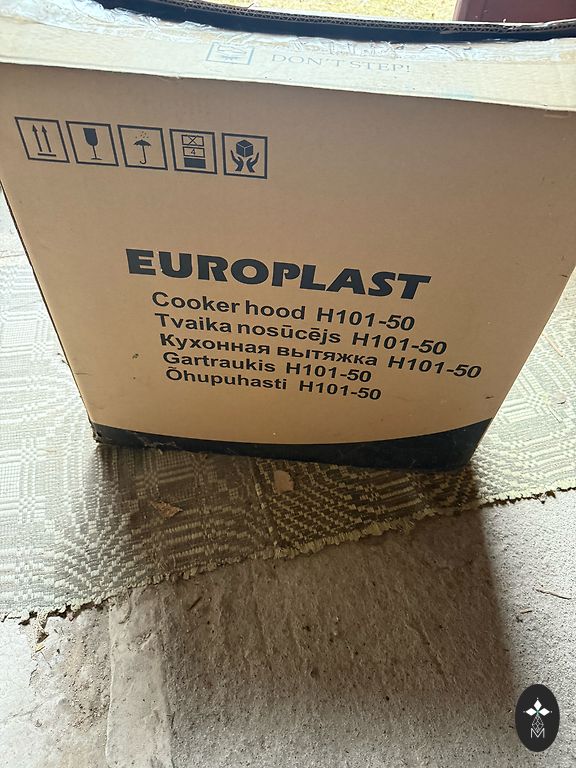 DON'T STEP!
4
EUROPLAST
Cooker hood H101-50
Tvaika nosūcējs H101-50
Кухонная вытяжка H101-50
Gartraukis H101-50
Õhupuhasti H101-50
M